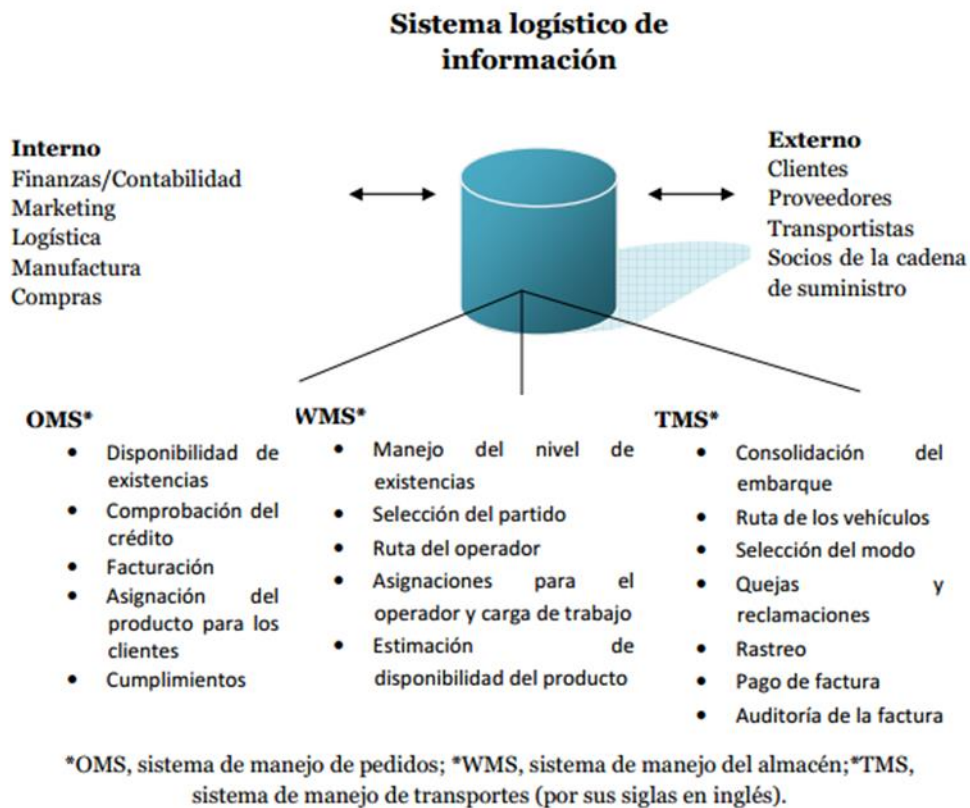 Sistema logístico de
información
Interno
Finanzas/Contabilidad
Marketing
Logística
Manufactura
Compras
Externo
Clientes
Proveedores
Transportistas
Socios de la cadena
de suministro
OMS*
• Disponibilidad de
existencias
• Comprobación del
crédito
• Facturación
• Asignación del
producto para los
clientes
• Cumplimientos
WMS*
• Manejo del nivel de
existencias
• Selección del partido
• Ruta del operador
• Asignaciones para el
operador y carga de trabajo
• Estimación de
disponibilidad del producto
TMS*
• Consolidación del
embarque
• Ruta de los vehículos
• Selección del modo
• Quejas y
reclamaciones
• Rastreo
• Pago de factura
• Auditoría de la factura
*OMS, sistema de manejo de pedidos; *WMS, sistema de manejo del almacén;*TMS,
sistema de manejo de transportes (por sus siglas en inglés).